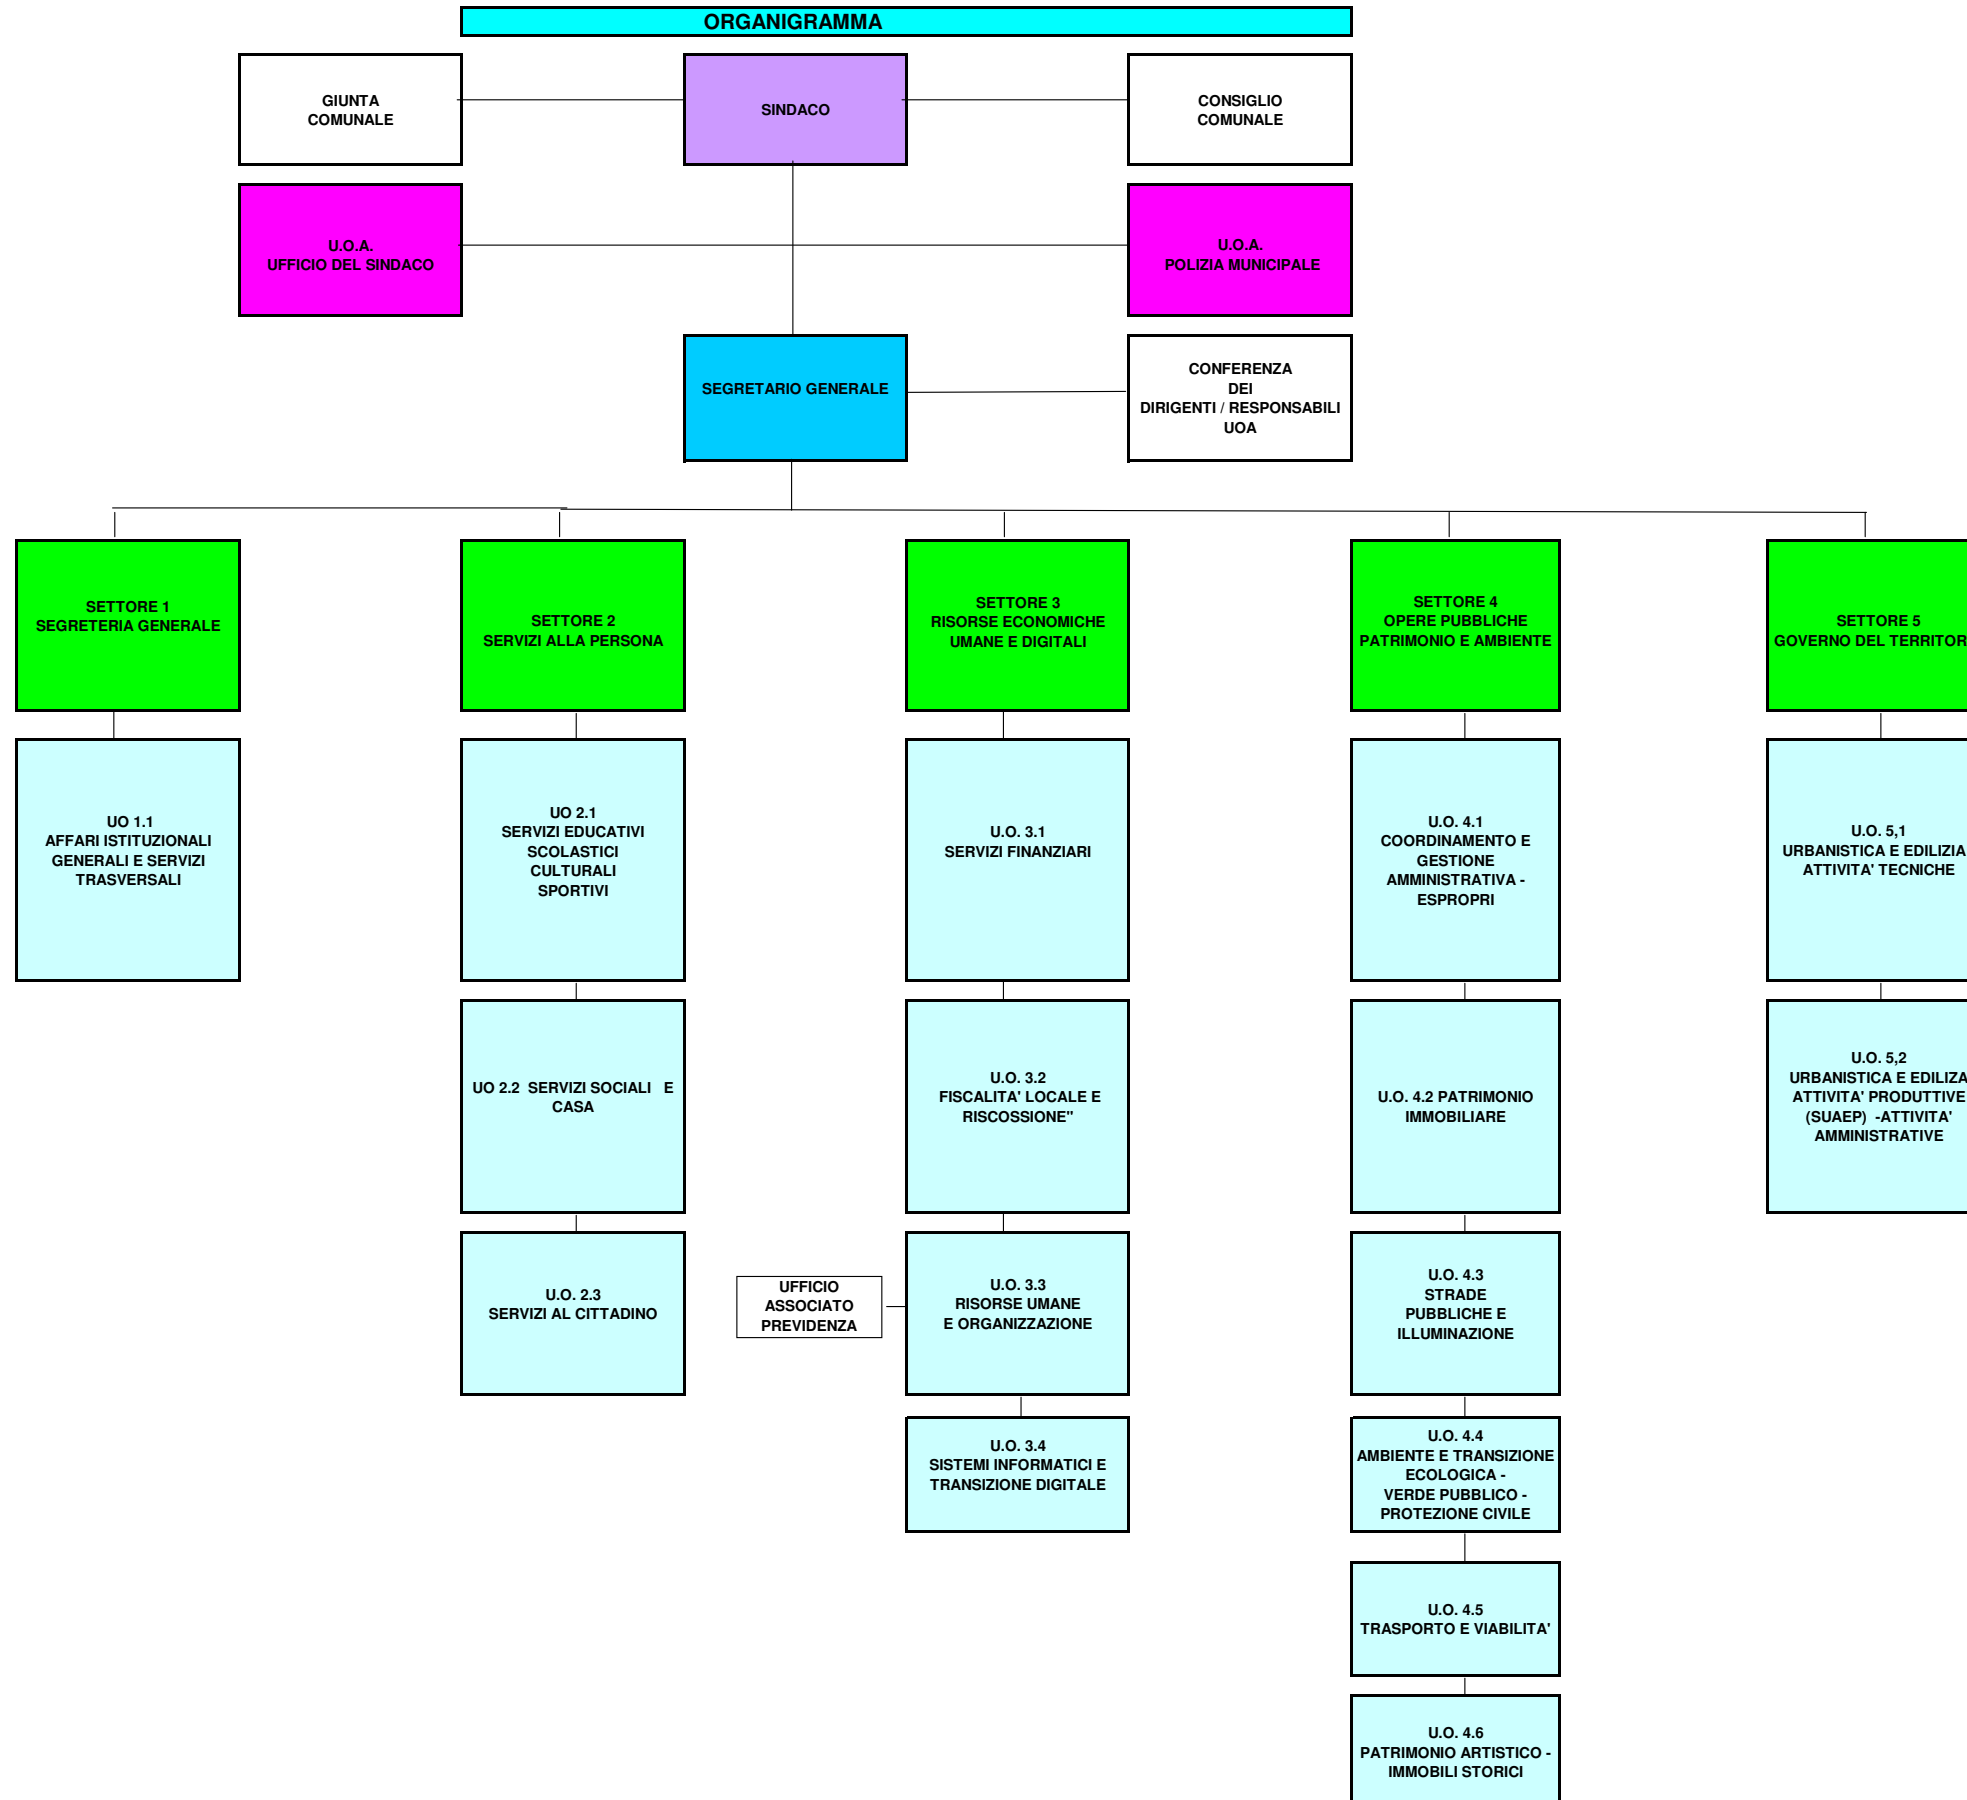 ORGANIGRAMMA
GIUNTA
COMUNALE
SINDACO
CONSIGLIO
COMUNALE
U.O.A.
UFFICIO DEL SINDACO
U.O.A.
POLIZIA MUNICIPALE
SEGRETARIO GENERALE
CONFERENZA
DEI
DIRIGENTI / RESPONSABILI
UOA
SETTORE 1
SEGRETERIA GENERALE
SETTORE 2
SERVIZI ALLA PERSONA
SETTORE 3
RISORSE ECONOMICHE
UMANE E DIGITALI
SETTORE 4
OPERE PUBBLICHE
PATRIMONIO E AMBIENTE
SETTORE 5
GOVERNO DEL TERRITOR
UO 1.1
AFFARI ISTITUZIONALI
GENERALI E SERVIZI
TRASVERSALI
UO 2.1
SERVIZI EDUCATIVI
SCOLASTICI
CULTURALI
SPORTIVI
U.O. 3.1
SERVIZI FINANZIARI
U.O. 4.1
COORDINAMENTO E
GESTIONE
AMMINISTRATIVA -
ESPROPRI
U.O. 5,1
URBANISTICA E EDILIZIA
ATTIVITA' TECNICHE
UO 2.2 SERVIZI SOCIALI E
CASA
U.O. 3.2
FISCALITA' LOCALE E
RISCOSSIONE"
U.O. 4.2 PATRIMONIO
IMMOBILIARE
U.O. 5,2
URBANISTICA E EDILIZA
ATTIVITA' PRODUTTIVE
(SUAEP) -ATTIVITA'
AMMINISTRATIVE
U.O. 2.3
SERVIZI AL CITTADINO
UFFICIO
ASSOCIATO
PREVIDENZA
U.O. 3.3
RISORSE UMANE
E ORGANIZZAZIONE
U.O. 4.3
STRADE
PUBBLICHE E
ILLUMINAZIONE
U.O. 3.4
SISTEMI INFORMATICI E
TRANSIZIONE DIGITALE
U.O. 4.4
AMBIENTE E TRANSIZIONE
ECOLOGICA -
VERDE PUBBLICO -
PROTEZIONE CIVILE
U.O. 4.5
TRASPORTO E VIABILITA'
U.O. 4.6
PATRIMONIO ARTISTICO -
IMMOBILI STORICI